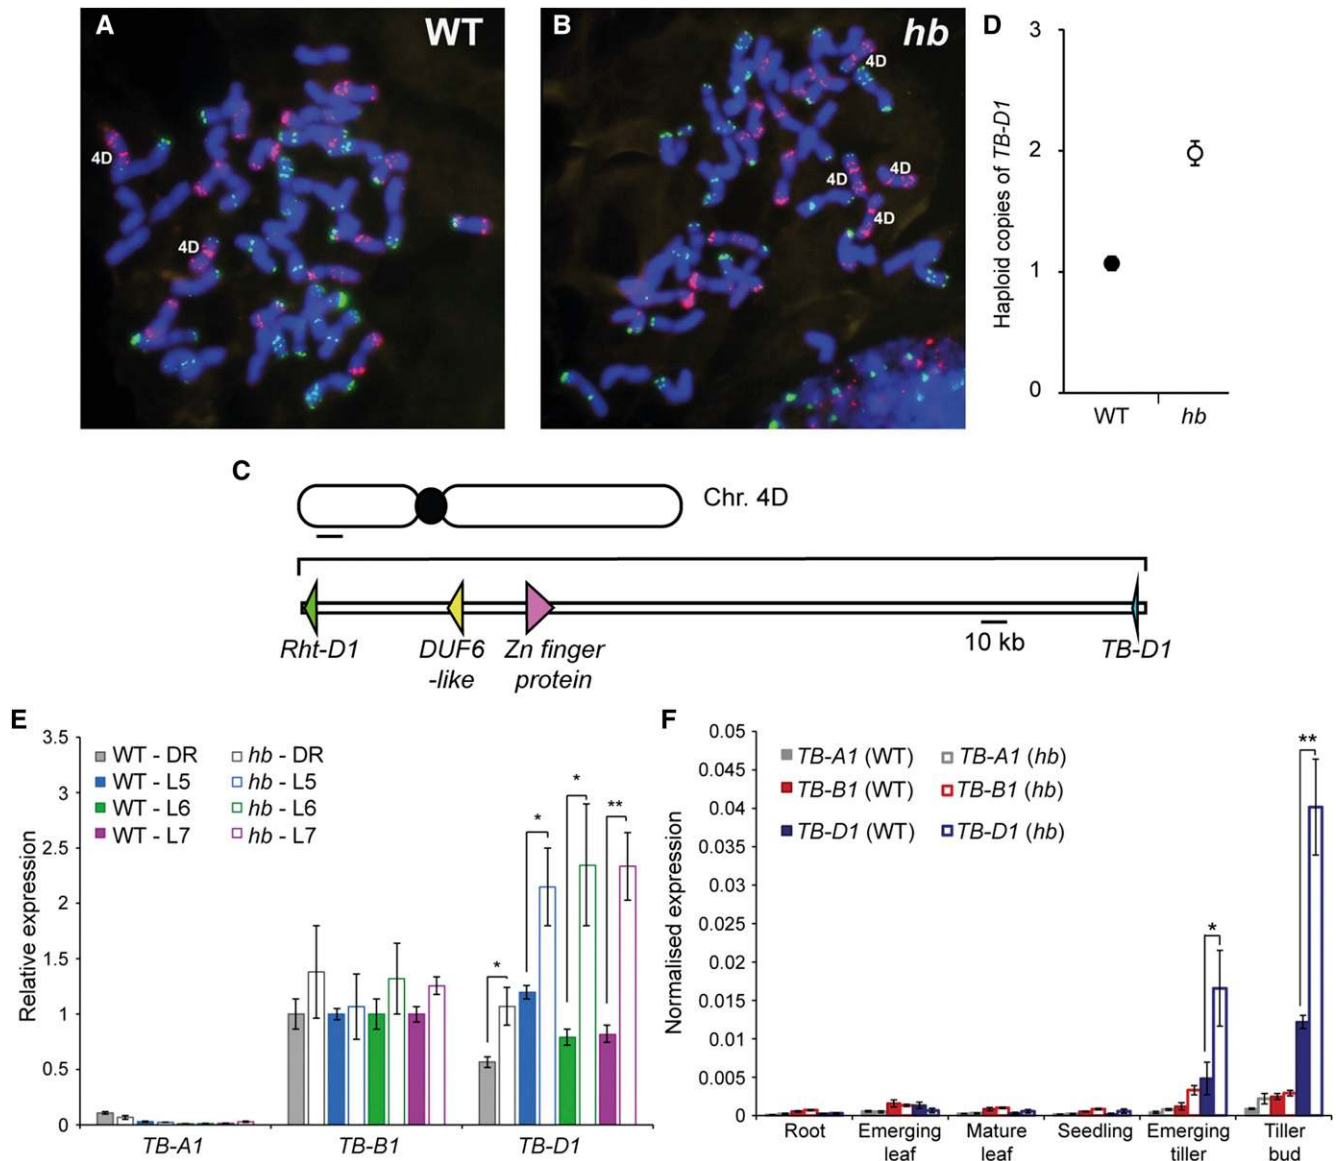 A
WT
4D
4D
B
hb
4D
4D
4D
4D
D
3
2
1
0
Haploid copies of TB-D1
WT
hb
C
Chr. 4D
10 kb
Rht-D1
DUF6
-like
Zn finger
protein
TB-D1
E
3.5
3
2.5
2
1.5
1
0.5
0
Relative expression
WT - DR
hb - DR
WT - L5
hb - L5
WT - L6
hb - L6
WT - L7
hb - L7
*
*
*
**
TB-A1
TB-B1
TB-D1
F
0.05
0.045
0.04
0.035
0.03
0.025
0.02
0.015
0.01
0.005
0
Normalised expression
TB-A1 (WT)
TB-A1 (hb)
TB-B1 (WT)
TB-B1 (hb)
TB-D1 (WT)
TB-D1 (hb)
*
**
Root
Emerging
leaf
Mature
leaf
Seedling
Emerging
tiller
Tiller
bud